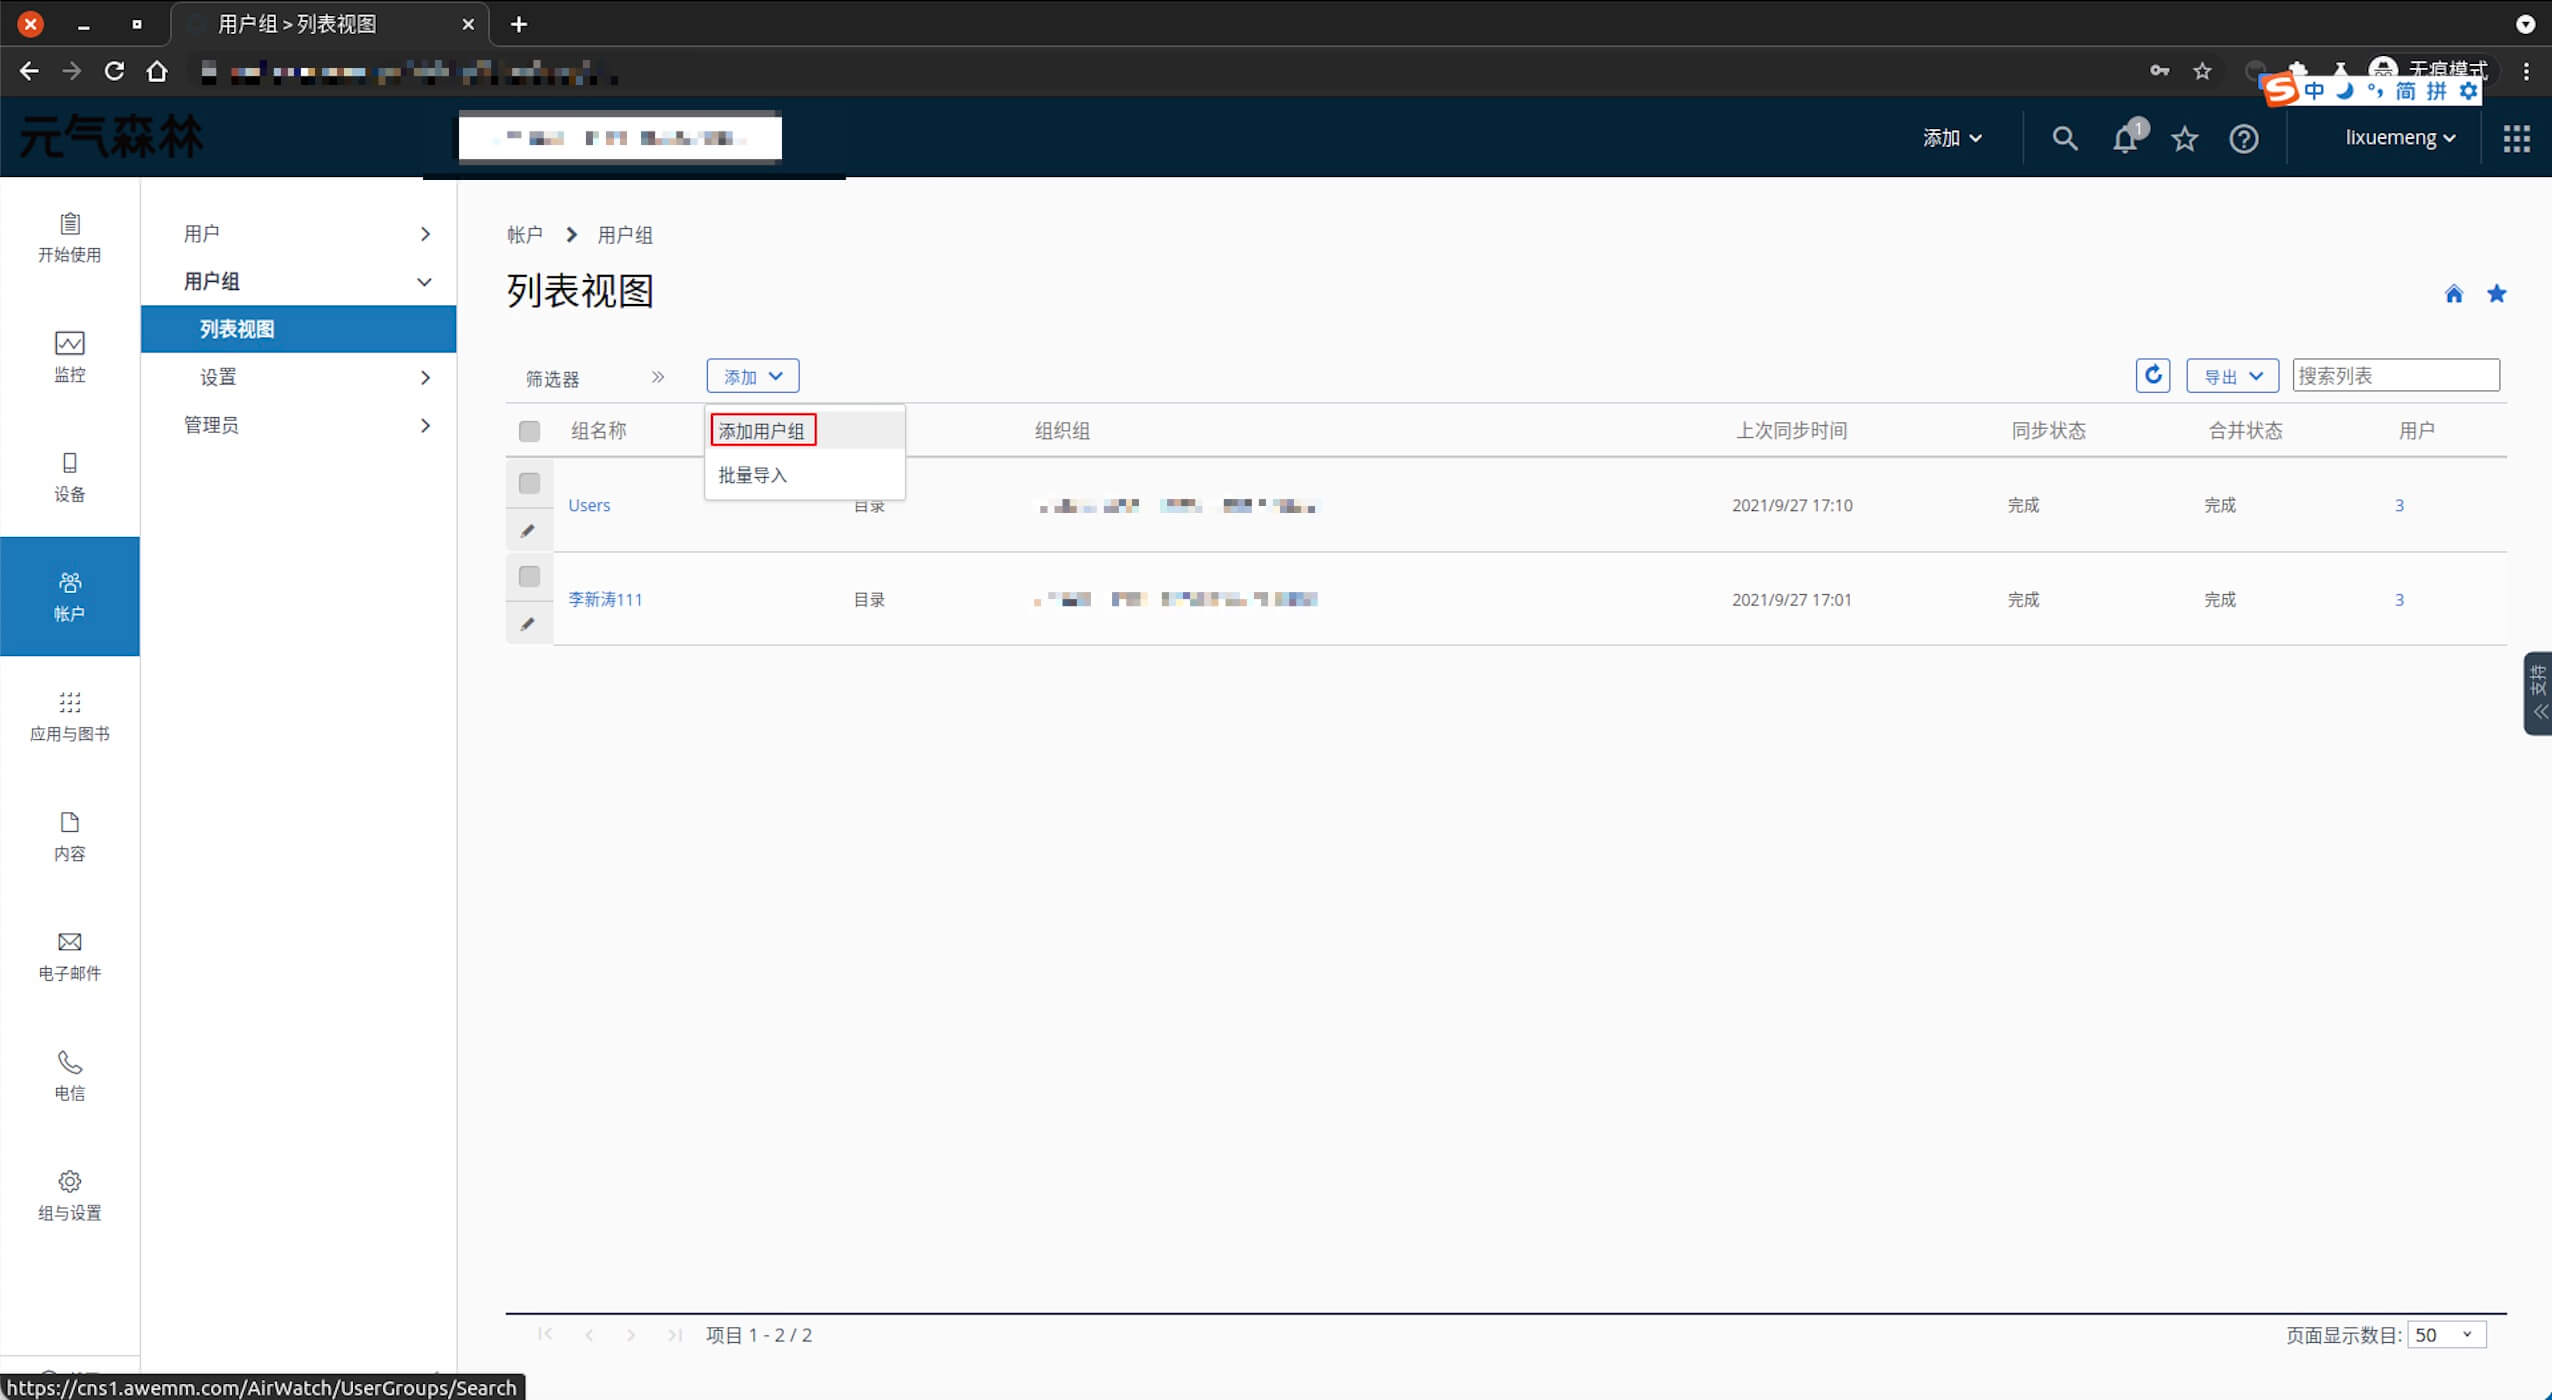 用户组 > 列表视图
无痕模式
中 简 拼
元气森林
添加
1
lixuemeng
开始使用
监控
设备
帐户
应用与图书
内容
电子邮件
电信
组与设置
用户
用户组
列表视图
设置
管理员
帐户 用户组
列表视图
筛选器 添加 导出 搜索列表
添加用户组
批量导入
组名称 组织组 上次同步时间 同步状态 合并状态 用户
Users 目录 2021/9/27 17:10 完成 完成 3
李新涛111 目录 2021/9/27 17:01 完成 完成 3
支持
项目 1 - 2 / 2
页面显示数目: 50
https://cns1.awemm.com/AirWatch/UserGroups/Search